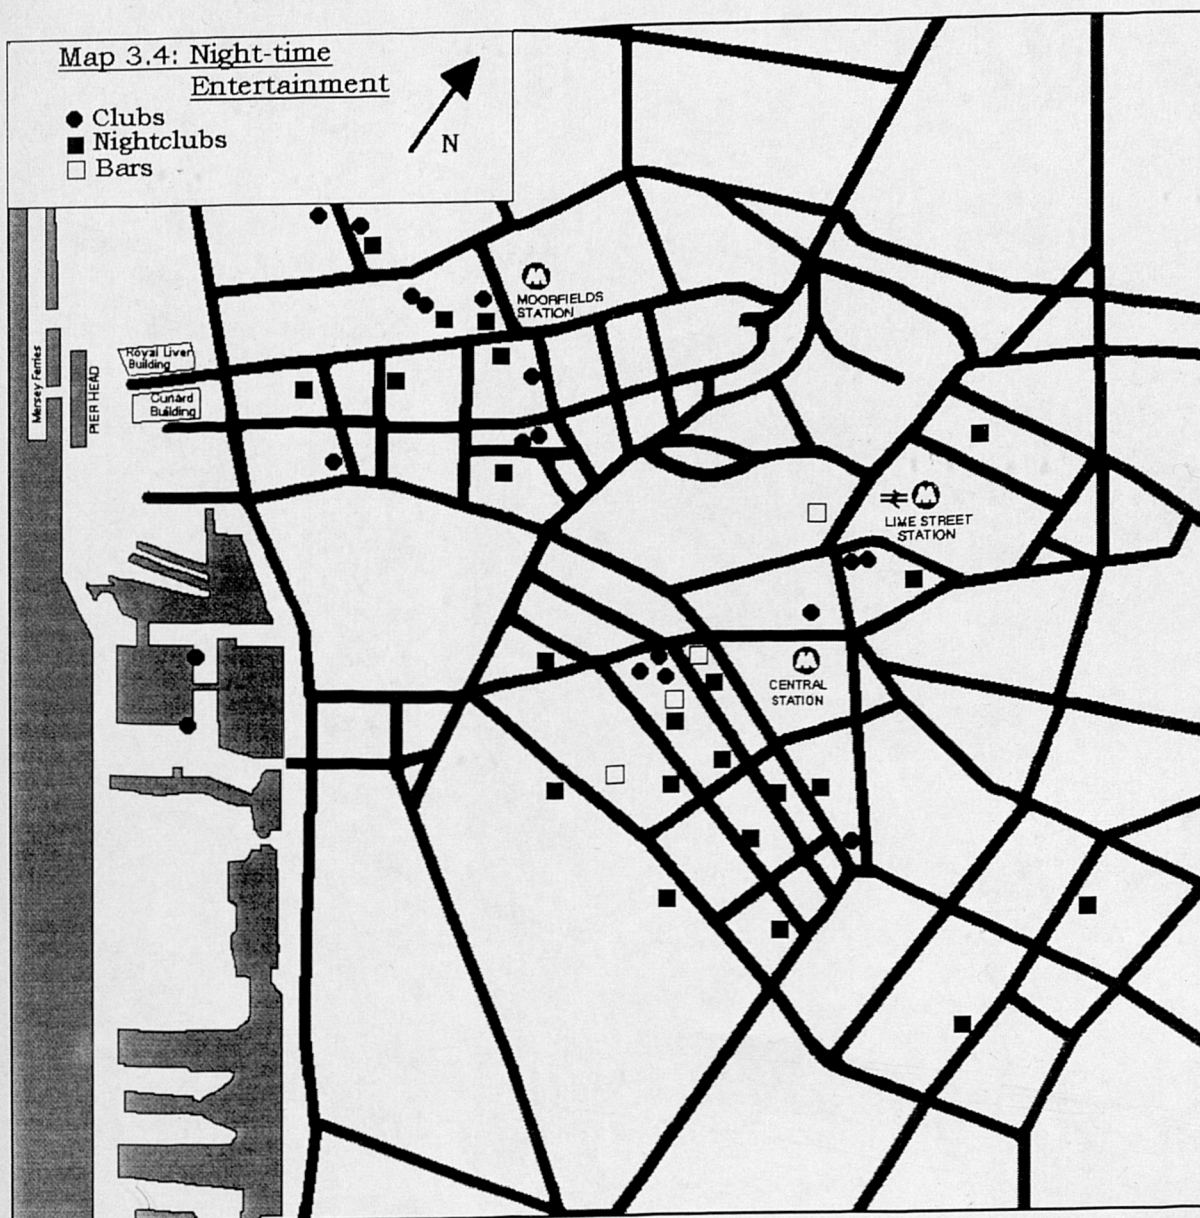 Map 3.4: Night-time
Entertainment
Clubs
Nightclubs
Bars
N
MOORFIELDS
STATION
Royal Liver
Building
Cunard
Building
Mersey Ferries
PIER HEAD
LIME STREET
STATION
CENTRAL
STATION